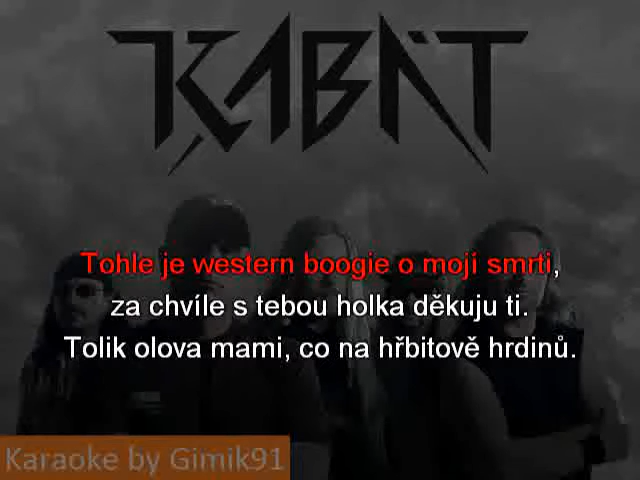 KABÁT
Tohle je western boogie o mojí smrti,
za chvíle s tebou holka děkuju ti.
Tolik olova mami, co na hřbitově hrdinů.
Karaoke by Gimik91